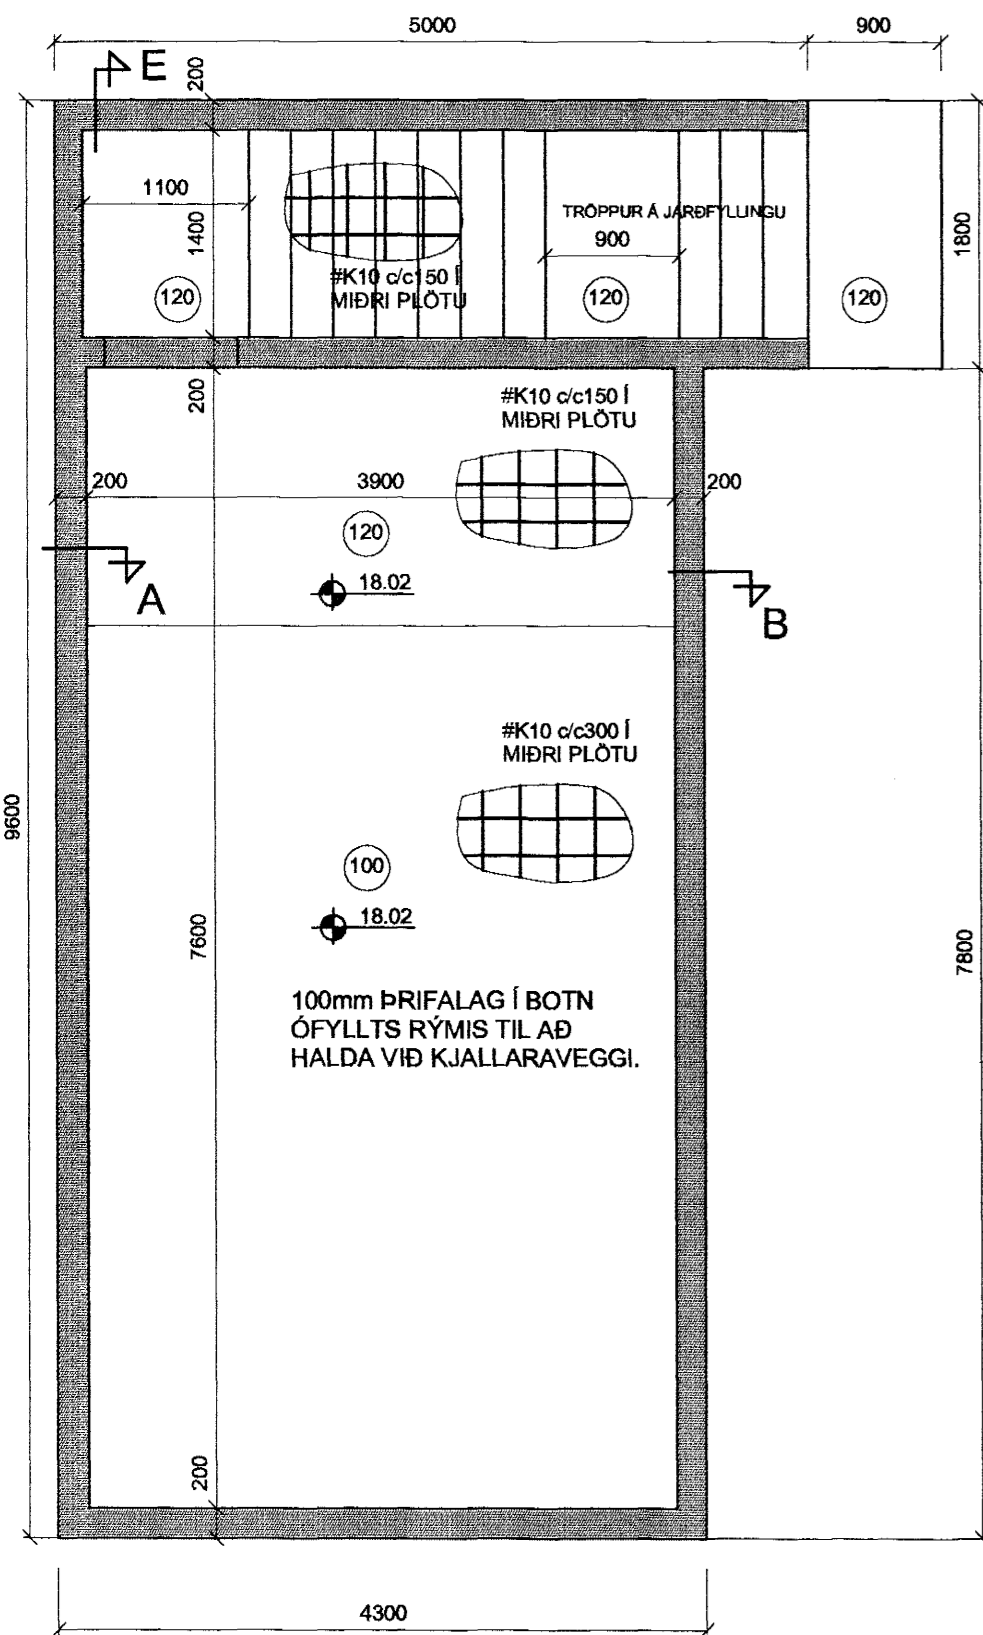 5000
900
E
200
1100
1400
TRÖPPUR Á JARÐFYLLINGU
900
1800
#K10 c/c150 Í
MIÐRI PLÖTU
120
120
120
200
#K10 c/c150 Í
MIÐRI PLÖTU
200
3900
200
120
18.02
A
B
#K10 c/c300 Í
MIÐRI PLÖTU
9600
100
18.02
7600
7800
100mm ÞRIFALAG Í BOTN
ÓFYLLTS RÝMIS TIL AÐ
HALDA VIÐ KJALLARAVEGGI.
200
4300